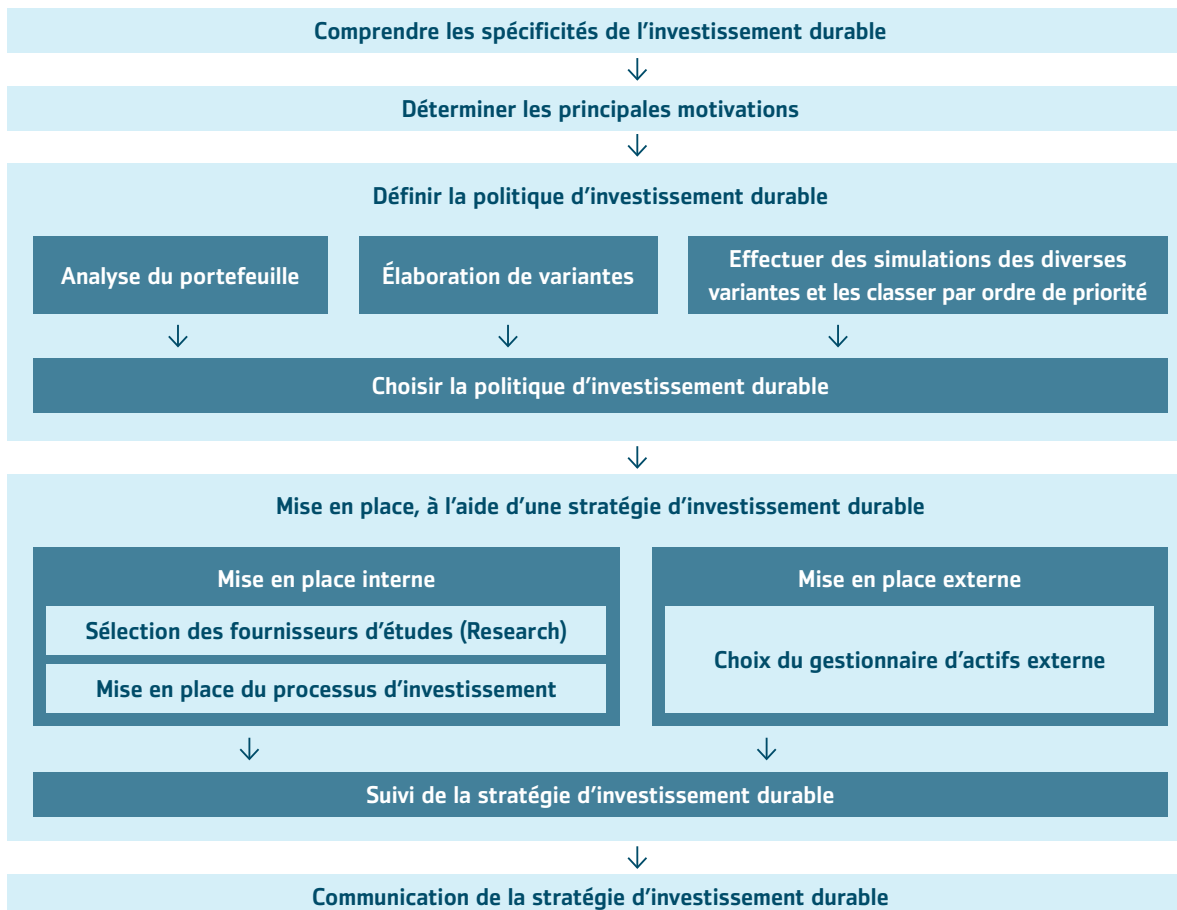 Comprendre les spécificités de l’investissement durable
Déterminer les principales motivations
Définir la politique d’investissement durable
Analyse du portefeuille
Élaboration de variantes
Effectuer des simulations des diverses
variantes et les classer par ordre de priorité
Choisir la politique d’investissement durable
Mise en place, à l’aide d’une stratégie d’investissement durable
Mise en place interne
Sélection des fournisseurs d’études (Research)
Mise en place du processus d’investissement
Mise en place externe
Choix du gestionnaire d’actifs externe
Suivi de la stratégie d’investissement durable
Communication de la stratégie d’investissement durable